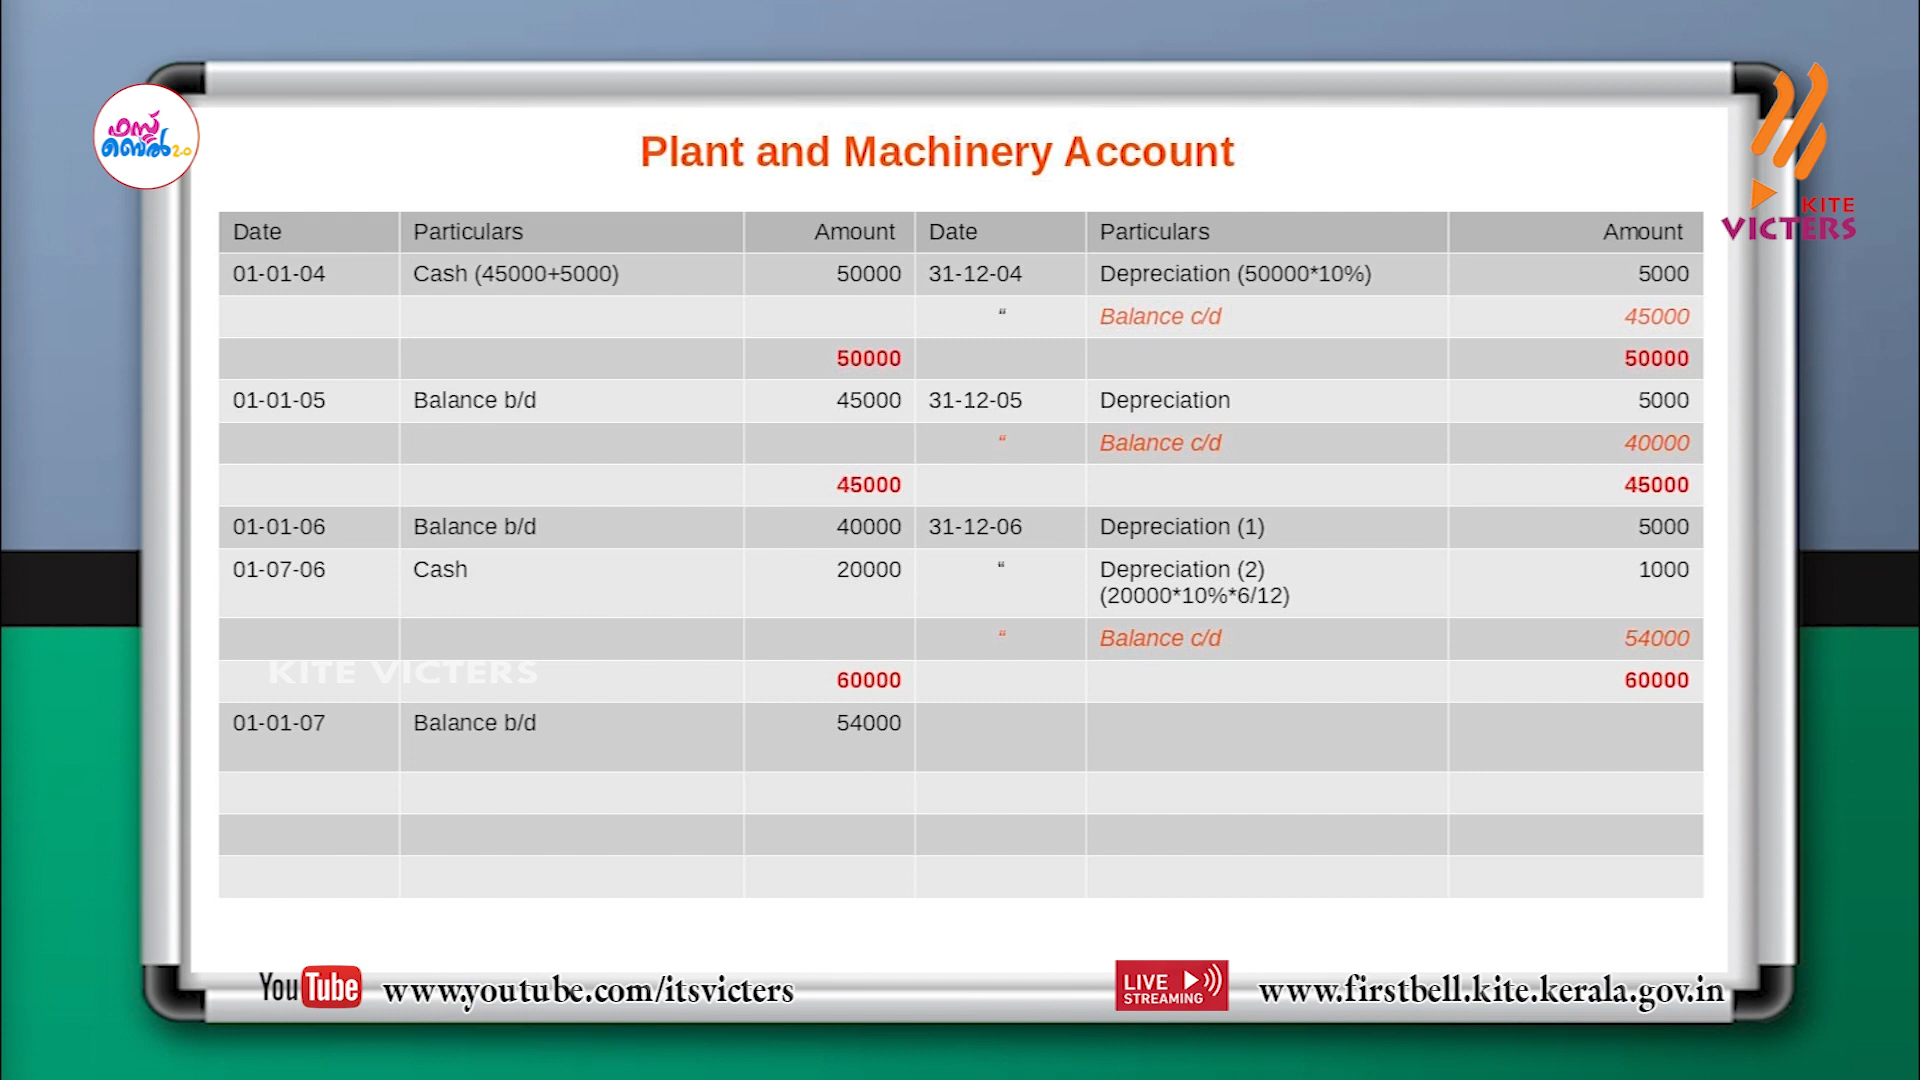 ഫസ്റ്റ്
ബെൽ 2.0
KITE
VICTERS
Plant and Machinery Account
Date Particulars Amount Date Particulars Amount
01-01-04 Cash (45000+5000) 50000 31-12-04 Depreciation (50000*10%) 5000
“ Balance c/d 45000
50000 50000
01-01-05 Balance b/d 45000 31-12-05 Depreciation 5000
“ Balance c/d 40000
45000 45000
01-01-06 Balance b/d 40000 31-12-06 Depreciation (1) 5000
01-07-06 Cash 20000 “ Depreciation (2) 1000
(20000*10%*6/12)
“ Balance c/d 54000
KITE VICTERS
60000 60000
01-01-07 Balance b/d 54000
YouTube www.youtube.com/itsvicters LIVE STREAMING www.firstbell.kite.kerala.gov.in